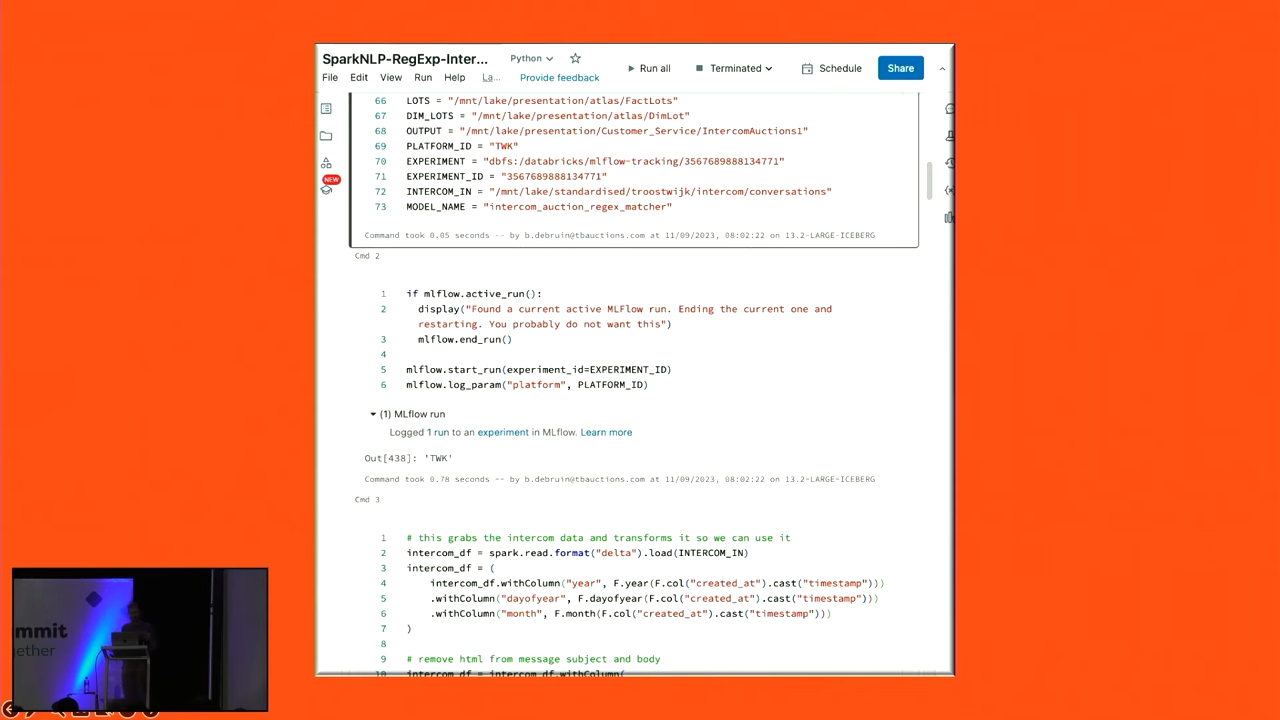 SparkNLP-RegExp-Inter...
Python
File Edit View Run Help La... Provide feedback
Run all
Terminated
Schedule
Share
NEW
66 LOTS = "/mnt/lake/presentation/atlas/FactLots"
67 DIM_LOTS = "/mnt/lake/presentation/atlas/DimLot"
68 OUTPUT = "/mnt/lake/presentation/Customer_Service/IntercomAuctions1"
69 PLATFORM_ID = "TWK"
70 EXPERIMENT = "dbfs:/databricks/mlflow-tracking/3567689888134771"
71 EXPERIMENT_ID = "3567689888134771"
72 INTERCOM_IN = "/mnt/lake/standardised/troostwijk/intercom/conversations"
73 MODEL_NAME = "intercom_auction_regex_matcher"
Command took 0.05 seconds -- by b.debruin@tbauctions.com at 11/09/2023, 08:02:22 on 13.2-LARGE-ICEBERG
Cmd 2
1 if mlflow.active_run():
2 display("Found a current active MLFlow run. Ending the current one and
restarting. You probably do not want this")
3 mlflow.end_run()
4
5 mlflow.start_run(experiment_id=EXPERIMENT_ID)
6 mlflow.log_param("platform", PLATFORM_ID)
(1) MLflow run
Logged 1 run to an experiment in MLflow. Learn more
Out[438]: 'TWK'
Command took 0.78 seconds -- by b.debruin@tbauctions.com at 11/09/2023, 08:02:22 on 13.2-LARGE-ICEBERG
Cmd 3
1 # this grabs the intercom data and transforms it so we can use it
2 intercom_df = spark.read.format("delta").load(INTERCOM_IN)
3 intercom_df = (
4 intercom_df.withColumn("year", F.year(F.col("created_at").cast("timestamp")))
5 .withColumn("dayofyear", F.dayofyear(F.col("created_at").cast("timestamp")))
6 .withColumn("month", F.month(F.col("created_at").cast("timestamp")))
7 )
8
9 # remove html from message subject and body
10 intercom_df = intercom_df.withColumn(
mmit
ether